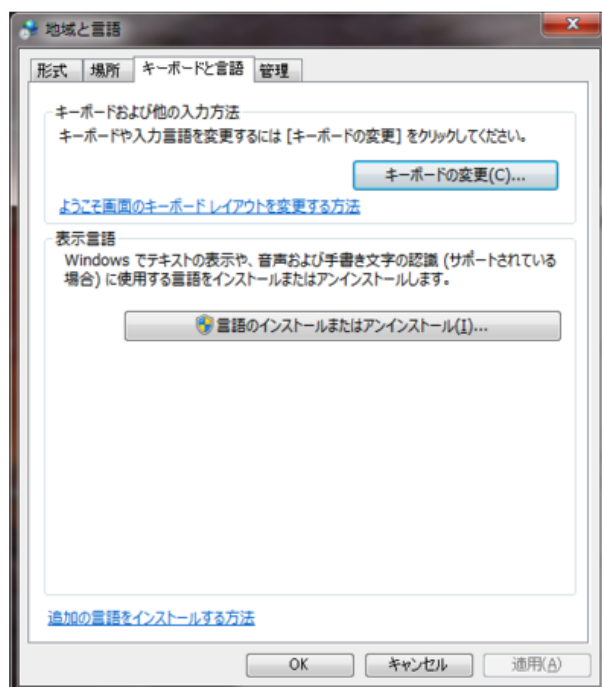 地域と言語
形式 場所 キーボードと言語 管理
キーボードおよび他の入力方法
キーボードや入力言語を変更するには [キーボードの変更] をクリックしてください。
キーボードの変更(C)...
ようこそ画面のキーボード レイアウトを変更する方法
表示言語
Windows でテキストの表示や、音声および手書き文字の認識 (サポートされている
場合) に使用する言語をインストールまたはアンインストールします。
言語のインストールまたはアンインストール(I)...
追加の言語をインストールする方法
OK キャンセル 適用(A)